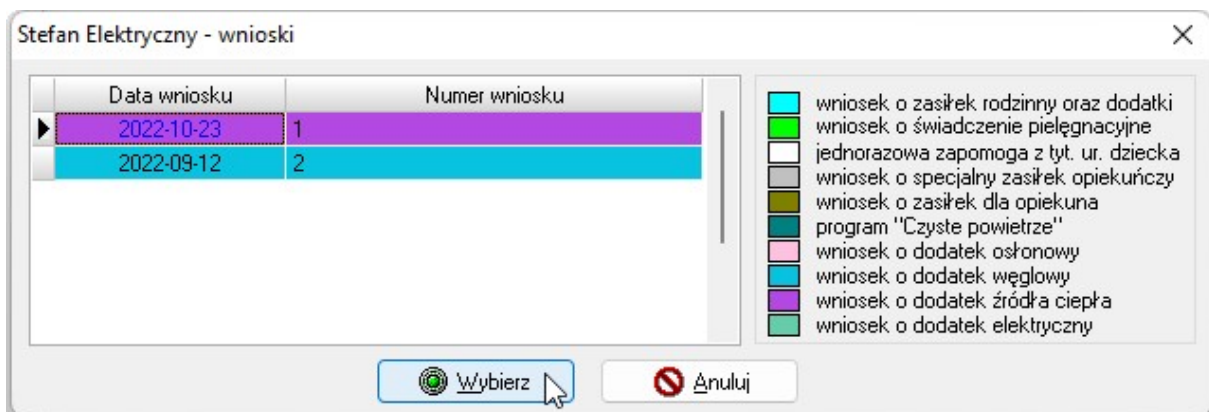 Stefan Elektryczny - wnioski
Data wniosku Numer wniosku
2022-10-23 1
2022-09-12 2
wniosek o zasiłek rodzinny oraz dodatki
wniosek o świadczenie pielęgnacyjne
jednorazowa zapomoga z tyt. ur. dziecka
wniosek o specjalny zasiłek opiekuńczy
wniosek o zasiłek dla opiekuna
program "Czyste powietrze"
wniosek o dodatek osłonowy
wniosek o dodatek węglowy
wniosek o dodatek źródła ciepła
wniosek o dodatek elektryczny
Wybierz Anuluj